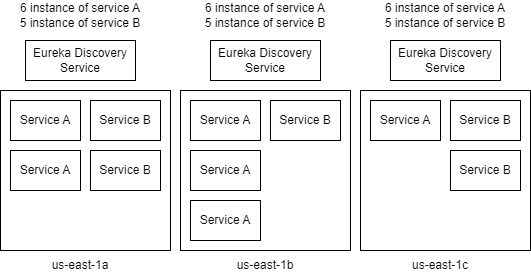 6 instance of service A
5 instance of service B
Eureka Discovery
Service
Service A
Service B
Service A
Service B
us-east-1a
6 instance of service A
5 instance of service B
Eureka Discovery
Service
Service A
Service B
Service A
Service A
us-east-1b
6 instance of service A
5 instance of service B
Eureka Discovery
Service
Service A
Service B
Service B
us-east-1c